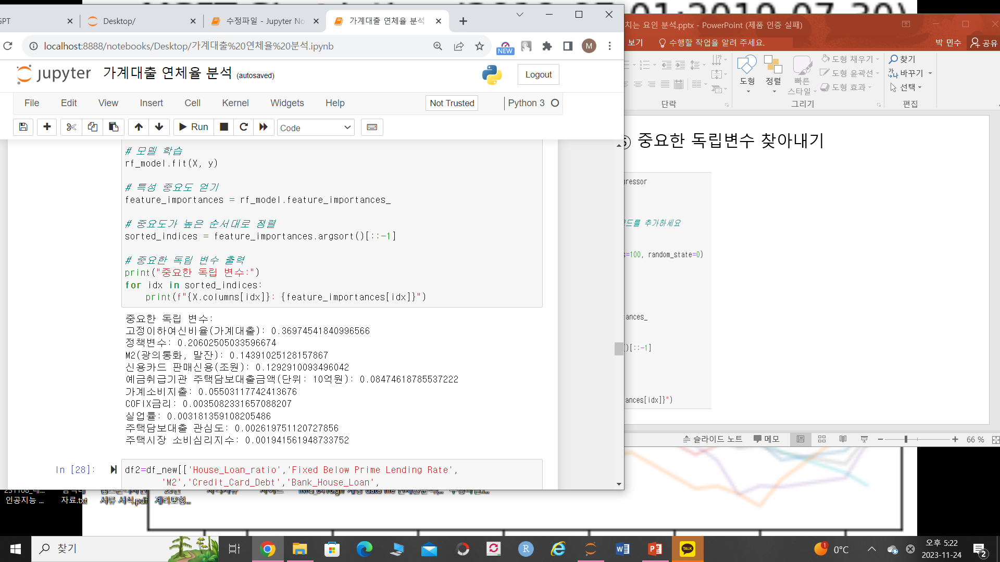 GPT
Desktop/
수정파일 - Jupyter No
가계대출 연체율 분석
localhost:8888/notebooks/Desktop/가계대출%20연체율%20분석.ipynb
NEW
M
jupyter 가계대출 연체율 분석 (autosaved)
Logout
File Edit View Insert Cell Kernel Widgets Help
Not Trusted
Python 3
Run
Code
# 모델 학습
rf_model.fit(X, y)
# 특성 중요도 얻기
feature_importances = rf_model.feature_importances_
# 중요도가 높은 순서대로 정렬
sorted_indices = feature_importances.argsort()[::-1]
# 중요한 독립 변수 출력
print("중요한 독립 변수:")
for idx in sorted_indices:
    print(f"{X.columns[idx]}: {feature_importances[idx]}")
중요한 독립 변수:
고정이하여신비율(가계대출): 0.36974541840996566
정책변수: 0.20602505033596674
M2(광의통화, 말잔): 0.14391025128157867
신용카드 판매신용(조원): 0.1292910093496042
예금취급기관 주택담보대출금액(단위: 10억원): 0.08474618785537222
가계소비지출: 0.05503117742413676
COFIX금리: 0.0035082331657088207
실업률: 0.003181359108205486
주택담보대출 관심도: 0.002619751120727856
주택시장 소비심리지수: 0.001941561948733752
In [28]:
df2=df_new[['House_Loan_ratio','Fixed Below Prime Lending Rate',
'M2','Credit_Card_Debt','Bank_House_Loan',
치는 요인 분석.pptx - PowerPoint (제품 인증 실패)
보기
수행할 작업을 알려 주세요.
박 민수
공유
도형
정렬
빠른
스타일
도형 채우기
도형 윤곽선
도형 효과
찾기
바꾸기
선택
단락
그리기
편집
⑤ 중요한 독립변수 찾아내기
gressor
코드를 추가하세요
s=100, random_state=0)
ances_
()[::-1]
ances[idx]}")
슬라이드 노트
메모
66 %
인공지능 ...
자료.txt
서류 서식.pdf
계티모형...
찾기
TALK
1
0°C
오후 5:22
2023-11-24
2